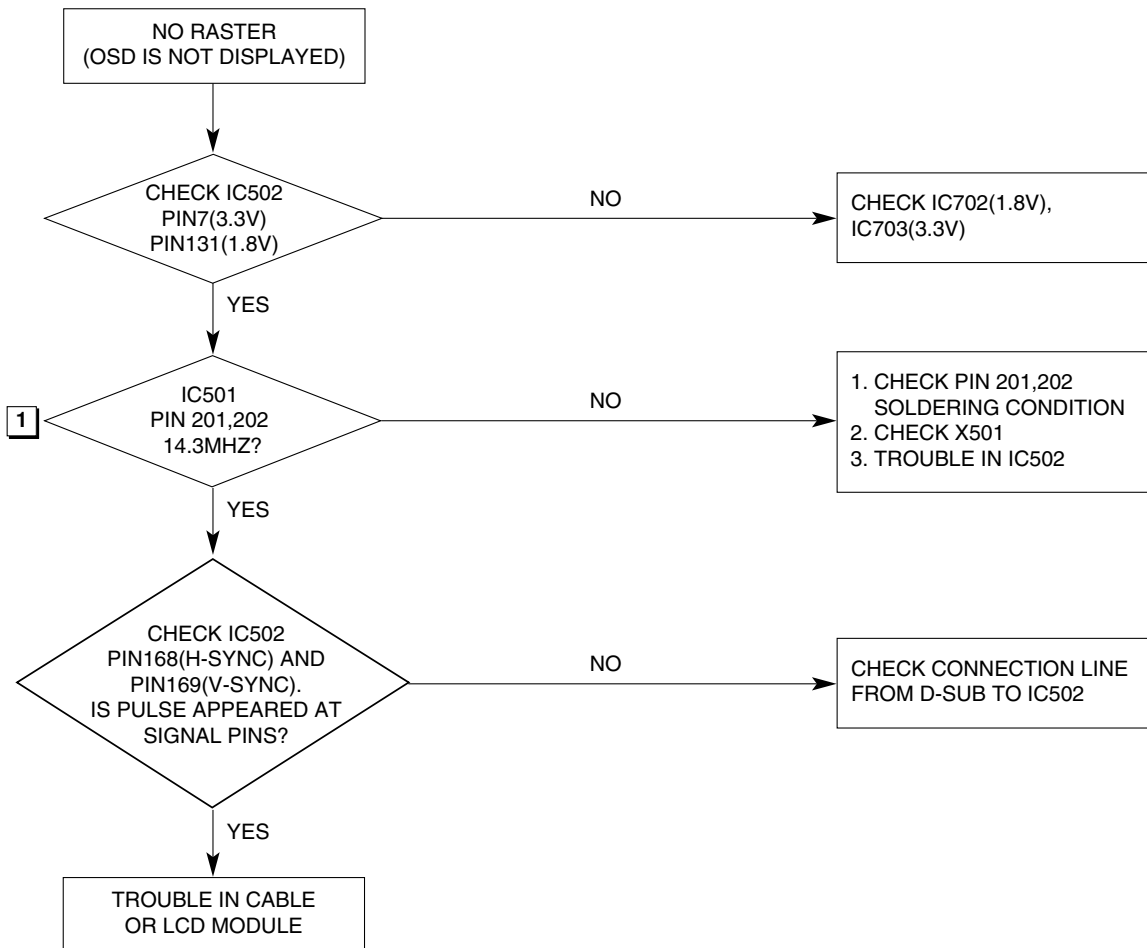 NO RASTER
(OSD IS NOT DISPLAYED)
CHECK IC502
PIN7(3.3V)
PIN131(1.8V)
NO
CHECK IC702(1.8V),
IC703(3.3V)
YES
1
IC501
PIN 201,202
14.3MHZ?
NO
1. CHECK PIN 201,202
SOLDERING CONDITION
2. CHECK X501
3. TROUBLE IN IC502
YES
CHECK IC502
PIN168(H-SYNC) AND
PIN169(V-SYNC).
IS PULSE APPEARED AT
SIGNAL PINS?
NO
CHECK CONNECTION LINE
FROM D-SUB TO IC502
YES
TROUBLE IN CABLE
OR LCD MODULE